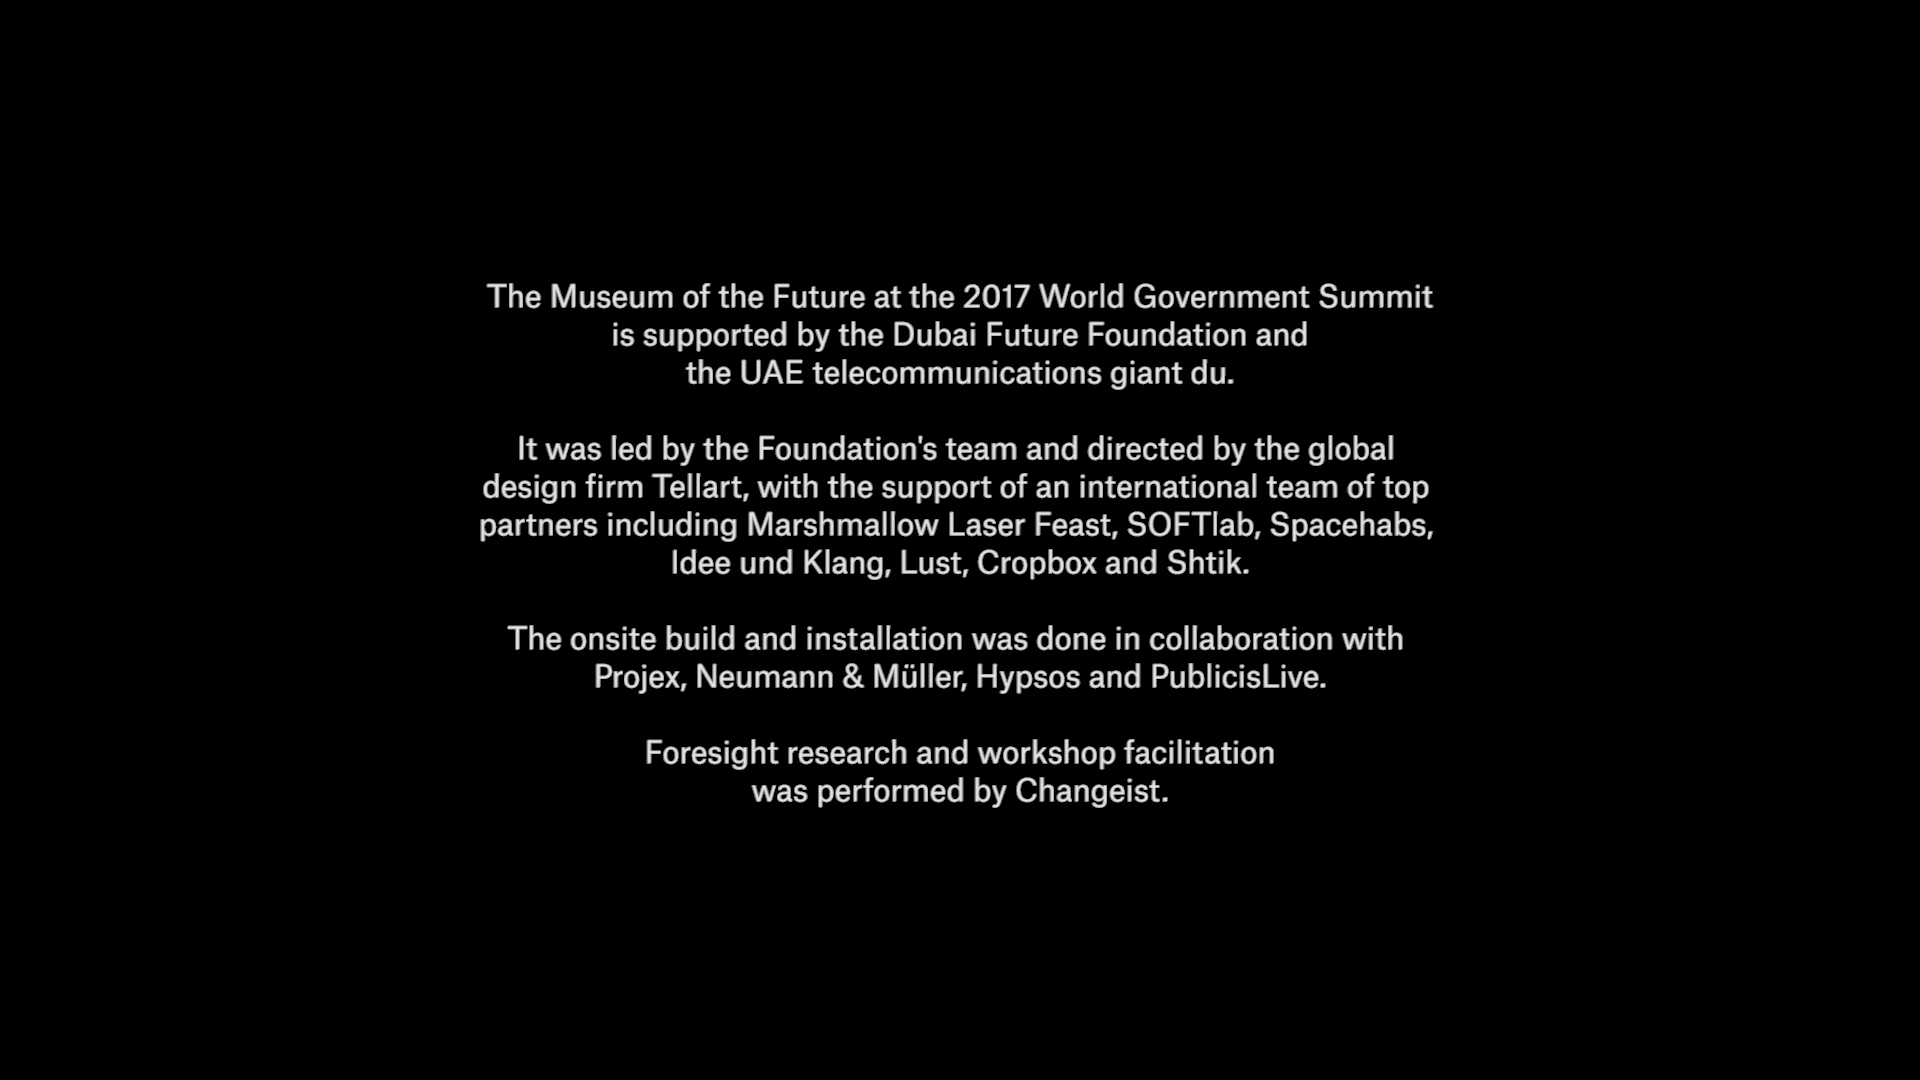 The Museum of the Future at the 2017 World Government Summit
is supported by the Dubai Future Foundation and
the UAE telecommunications giant du.
It was led by the Foundation's team and directed by the global
design firm Tellart, with the support of an international team of top
partners including Marshmallow Laser Feast, SOFTlab, Spacehabs,
Idee und Klang, Lust, Cropbox and Shtik.
The onsite build and installation was done in collaboration with
Projex, Neumann & Müller, Hypsos and PublicisLive.
Foresight research and workshop facilitation
was performed by Changeist.